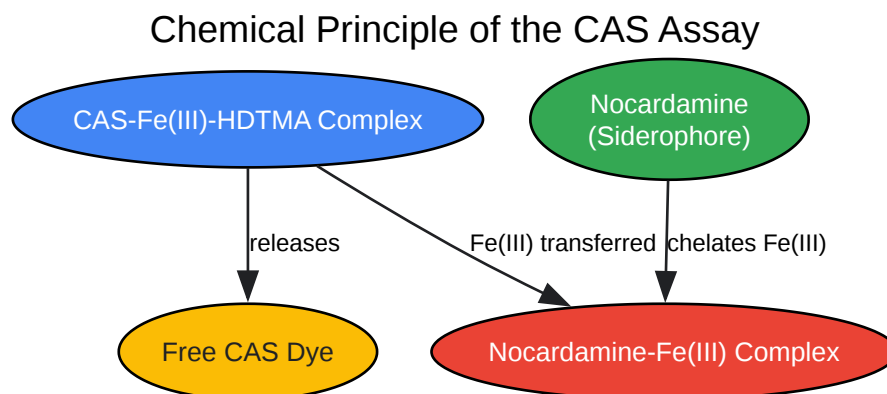 Chemical Principle of the CAS Assay
CAS-Fe(III)-HDTMA Complex
Nocardamine
(Siderophore)
releases
Fe(III) transferred
chelates Fe(III)
Free CAS Dye
Nocardamine-Fe(III) Complex